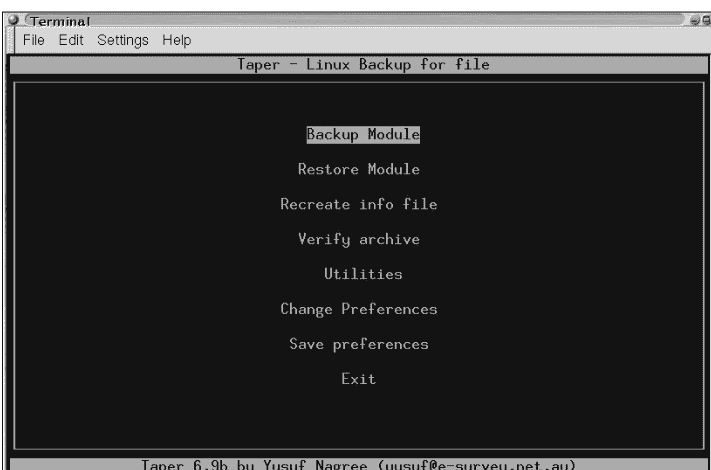 Terminal
File Edit Settings Help
Taper - Linux Backup for file
Backup Module
Restore Module
Recreate info file
Verify archive
Utilities
Change Preferences
Save preferences
Exit
Taper 6.9b by Yusuf Nagree (yusuf@e-survey.net.au)